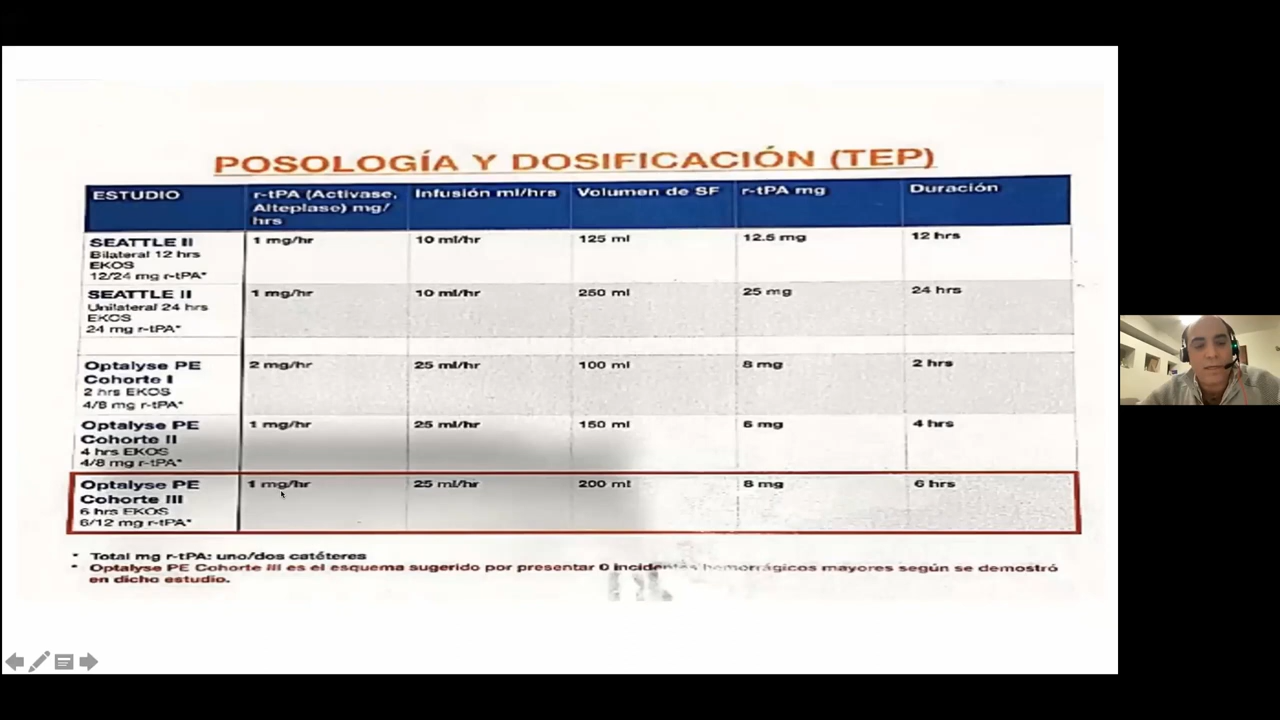 POSOLOGÍA Y DOSIFICACIÓN (TEP)
ESTUDIO
r-tPA (Activase, Alteplase) mg/hrs
Infusión ml/hrs
Volumen de SF
r-tPA mg
Duración
SEATTLE II
Bilateral 12 hrs
EKOS
12/24 mg r-tPA*
1 mg/hr
10 ml/hr
125 ml
12.5 mg
12 hrs
SEATTLE II
Unilateral 24 hrs
EKOS
24 mg r-tPA*
1 mg/hr
10 ml/hr
250 ml
25 mg
24 hrs
Optalyse PE
Cohorte I
2 hrs EKOS
4/8 mg r-tPA*
2 mg/hr
25 ml/hr
100 ml
8 mg
2 hrs
Optalyse PE
Cohorte II
4 hrs EKOS
4/8 mg r-tPA*
1 mg/hr
25 ml/hr
150 ml
6 mg
4 hrs
Optalyse PE
Cohorte III
6 hrs EKOS
6/12 mg r-tPA*
1 mg/hr
25 ml/hr
200 ml
8 mg
6 hrs
* Total mg r-tPA: uno/dos catéteres
* Optalyse PE Cohorte III es el esquema sugerido por presentar 0 incidentes hemorrágicos mayores según se demostró
en dicho estudio.